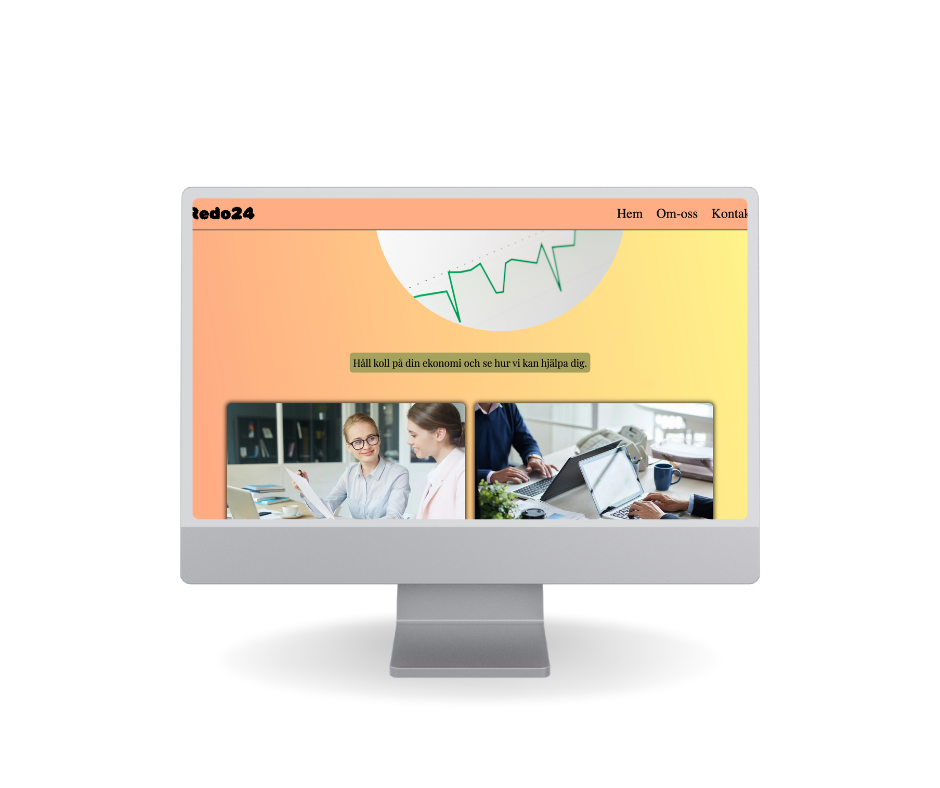 Redo24
Hem Om-oss Kontak
Håll koll på din ekonomi och se hur vi kan hjälpa dig.